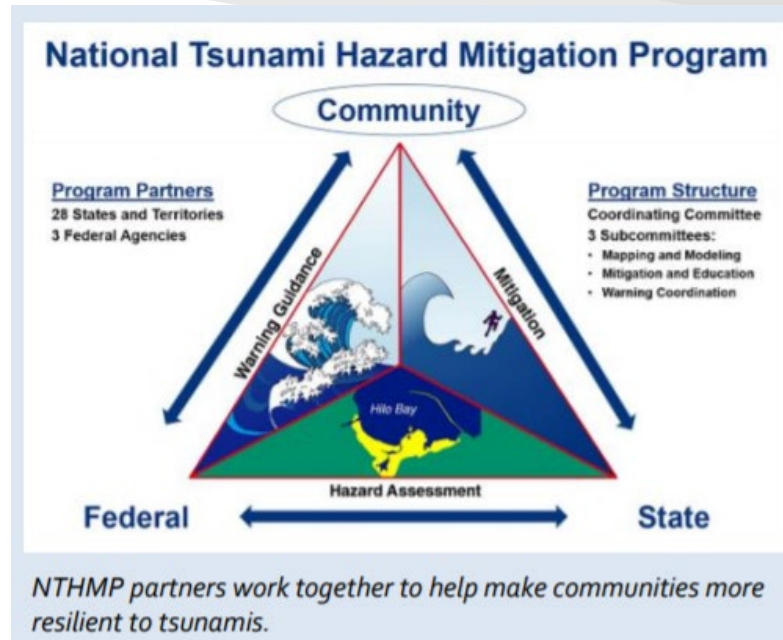 National Tsunami Hazard Mitigation Program
Community
Program Partners
28 States and Territories
3 Federal Agencies
Program Structure
Coordinating Committee
3 Subcommittees:
• Mapping and Modeling
• Mitigation and Education
• Warning Coordination
Warning Guidance
Mitigation
Hilo Bay
Hazard Assessment
Federal
State
NTHMP partners work together to help make communities more
resilient to tsunamis.